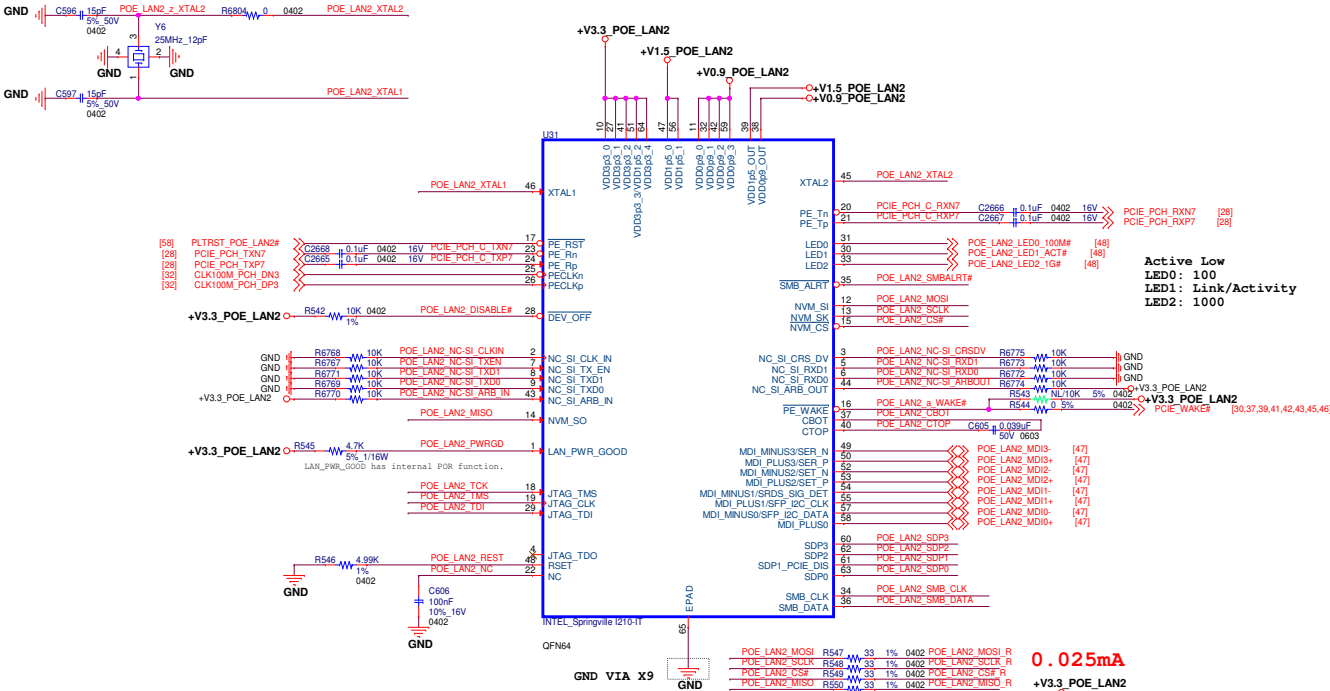 GND C596 15pF POE_LAN2_z_XTAL2 R6804 0 0402 POE_LAN2_XTAL2
5%_50V
0402
3 Y6
25MHz_12pF
4 2
GND GND
1
GND C597 15pF POE_LAN2_XTAL1
5%_50V
0402
+V3.3_POE_LAN2
+V1.5_POE_LAN2
+V0.9_POE_LAN2
+V1.5_POE_LAN2
+V0.9_POE_LAN2
U31
10 27 41 51 64 47 56 11 32 42 59 39 38
VDD3p3_0
VDD3p3_1
VDD3p3_2
VDD3p3_3/VDD1p5_2
VDD3p3_4
VDD1p5_0
VDD1p5_1
VDD0p9_0
VDD0p9_1
VDD0p9_2
VDD0p9_3
VDD1p5_OUT
VDD0p9_OUT
POE_LAN2_XTAL1 46 XTAL1
[58] PLTRST_POE_LAN2# 17 PE_RST
[28] PCIE_PCH_TXN7 C2668 0.1uF 0402 16V PCIE_PCH_C_TXN7 23 PE_Rn
[28] PCIE_PCH_TXP7 C2665 0.1uF 0402 16V PCIE_PCH_C_TXP7 24 PE_Rp
[32] CLK100M_PCH_DN3 25 PECLKn
[32] CLK100M_PCH_DP3 26 PECLKp
+V3.3_POE_LAN2 R542 10K 0402 POE_LAN2_DISABLE# 28 DEV_OFF
1%
GND R6768 10K POE_LAN2_NC-SI_CLKIN 2 NC_SI_CLK_IN
GND R6767 10K POE_LAN2_NC-SI_TXEN 7 NC_SI_TX_EN
GND R6771 10K POE_LAN2_NC-SI_TXD1 8 NC_SI_TXD1
GND R6769 10K POE_LAN2_NC-SI_TXD0 9 NC_SI_TXD0
+V3.3_POE_LAN2 R6770 10K POE_LAN2_NC-SI_ARB_IN 43 NC_SI_ARB_IN
POE_LAN2_MISO 14 NVM_SO
+V3.3_POE_LAN2 R545 4.7K POE_LAN2_PWRGD 1 LAN_PWR_GOOD
5%_1/16W
LAN_PWR_GOOD has internal POR function.
POE_LAN2_TCK 18 JTAG_TMS
POE_LAN2_TMS 19 JTAG_CLK
POE_LAN2_TDI 29 JTAG_TDI
4 JTAG_TDO
R546 4.99K POE_LAN2_REST 48 RSET
1%
0402
POE_LAN2_NC 22 NC
GND
C606
100nF
10%_16V
0402
GND
XTAL2 45 POE_LAN2_XTAL2
PE_Tn 20 PCIE_PCH_C_RXN7 C2666 0.1uF 0402 16V PCIE_PCH_RXN7 [28]
PE_Tp 21 PCIE_PCH_C_RXP7 C2667 0.1uF 0402 16V PCIE_PCH_RXP7 [28]
LED0 31 POE_LAN2_LED0_100M# [48]
LED1 30 POE_LAN2_LED1_ACT# [48]
LED2 33 POE_LAN2_LED2_1G# [48]
Active Low
LED0: 100
LED1: Link/Activity
LED2: 1000
SMB_ALRT 35 POE_LAN2_SMBALRT#
NVM_SI 12 POE_LAN2_MOSI
NVM_SK 13 POE_LAN2_SCLK
NVM_CS 15 POE_LAN2_CS#
NC_SI_CRS_DV 3 POE_LAN2_NC-SI_CRSDV R6775 10K GND
NC_SI_RXD1 5 POE_LAN2_NC-SI_RXD1 R6773 10K GND
NC_SI_RXD0 6 POE_LAN2_NC-SI_RXD0 R6772 10K GND
NC_SI_ARB_OUT 44 POE_LAN2_NC-SI_ARBOUT R6774 10K +V3.3_POE_LAN2
R543 NL/10K 5% 0402 +V3.3_POE_LAN2
PE_WAKE 16 POE_LAN2_a_WAKE# R544 0 5% 0402 PCIE_WAKE# [30,37,39,41,42,43,45,46]
CBOT 37 POE_LAN2_CBOT
CTOP 40 POE_LAN2_CTOP C605 0.039uF
50V 0603
MDI_MINUS3/SER_N 49 POE_LAN2_MDI3- [47]
MDI_PLUS3/SER_P 50 POE_LAN2_MDI3+ [47]
MDI_MINUS2/SET_N 52 POE_LAN2_MDI2- [47]
MDI_PLUS2/SET_P 53 POE_LAN2_MDI2+ [47]
MDI_MINUS1/SRDS_SIG_DET 54 POE_LAN2_MDI1- [47]
MDI_PLUS1/SFP_I2C_CLK 55 POE_LAN2_MDI1+ [47]
MDI_MINUS0/SFP_I2C_DATA 57 POE_LAN2_MDI0- [47]
MDI_PLUS0 58 POE_LAN2_MDI0+ [47]
SDP3 60 POE_LAN2_SDP3
SDP2 62 POE_LAN2_SDP2
SDP1_PCIE_DIS 61 POE_LAN2_SDP1
SDP0 63 POE_LAN2_SDP0
SMB_CLK 34 POE_LAN2_SMB_CLK
SMB_DATA 36 POE_LAN2_SMB_DATA
EPAD
65
INTEL_Springville I210-IT
QFN64
GND VIA X9 GND
POE_LAN2_MOSI R547 33 1% 0402 POE_LAN2_MOSI_R
POE_LAN2_SCLK R548 33 1% 0402 POE_LAN2_SCLK_R
POE_LAN2_CS# R549 33 1% 0402 POE_LAN2_CS#_R
POE_LAN2_MISO R550 33 1% 0402 POE_LAN2_MISO_R
0.025mA
+V3.3_POE_LAN2